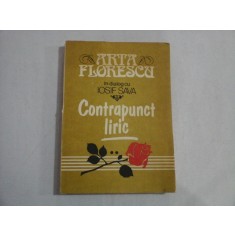 ARTA
FLORESCU
în dialog cu
IOSIF SAVA
Contrapunct
liric